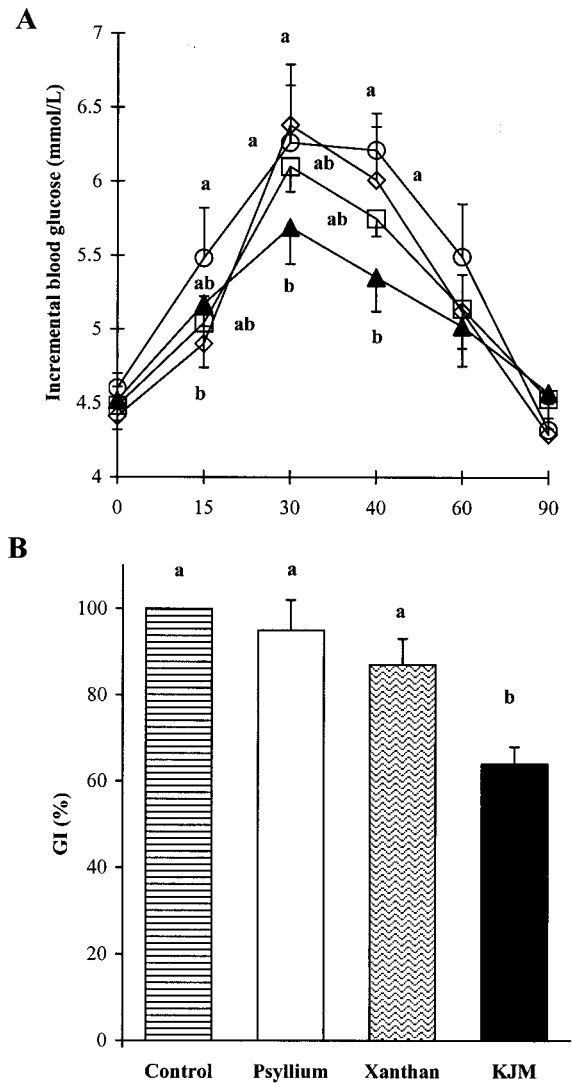 A
Incremental blood glucose (mmol/L)
7
6.5
6
5.5
5
4.5
4
a
a
a
ab
a
a
ab
ab
ab
b
b
b
0 15 30 40 60 90
B
GI (%)
100
80
60
40
20
0
a a a b
Control Psyllium Xanthan KJM